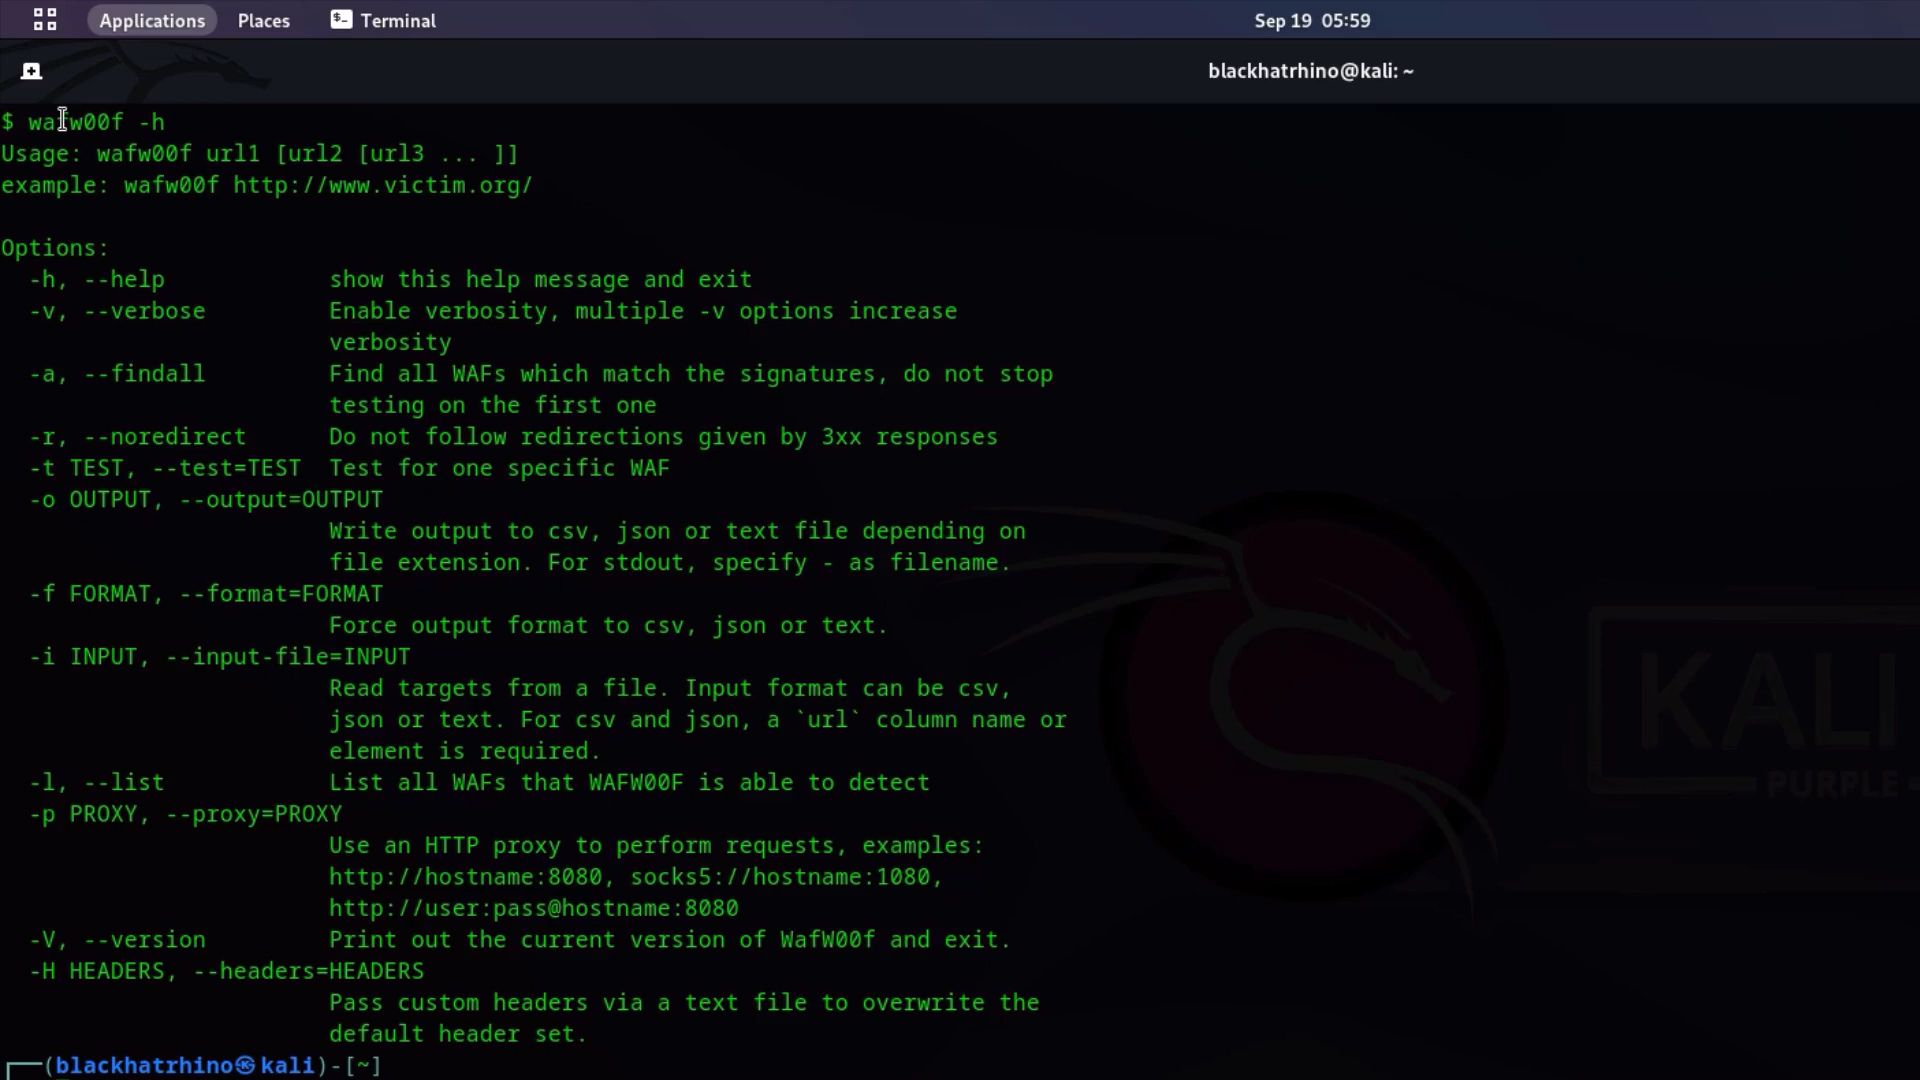 Applications Places Terminal Sep 19 05:59
blackhatrhino@kali: ~
$ wafw00f -h
Usage: wafw00f url1 [url2 [url3 ... ]]
example: wafw00f http://www.victim.org/
Options:
-h, --help show this help message and exit
-v, --verbose Enable verbosity, multiple -v options increase
verbosity
-a, --findall Find all WAFs which match the signatures, do not stop
testing on the first one
-r, --noredirect Do not follow redirections given by 3xx responses
-t TEST, --test=TEST Test for one specific WAF
-o OUTPUT, --output=OUTPUT
Write output to csv, json or text file depending on
file extension. For stdout, specify - as filename.
-f FORMAT, --format=FORMAT
Force output format to csv, json or text.
-i INPUT, --input-file=INPUT
Read targets from a file. Input format can be csv,
json or text. For csv and json, a `url` column name or
element is required.
-l, --list List all WAFs that WAFW00F is able to detect
-p PROXY, --proxy=PROXY
Use an HTTP proxy to perform requests, examples:
http://hostname:8080, socks5://hostname:1080,
http://user:pass@hostname:8080
-V, --version Print out the current version of WafW00f and exit.
-H HEADERS, --headers=HEADERS
Pass custom headers via a text file to overwrite the
default header set.
┌──(blackhatrhino㉿kali)-[~]
KALI
PURPLE